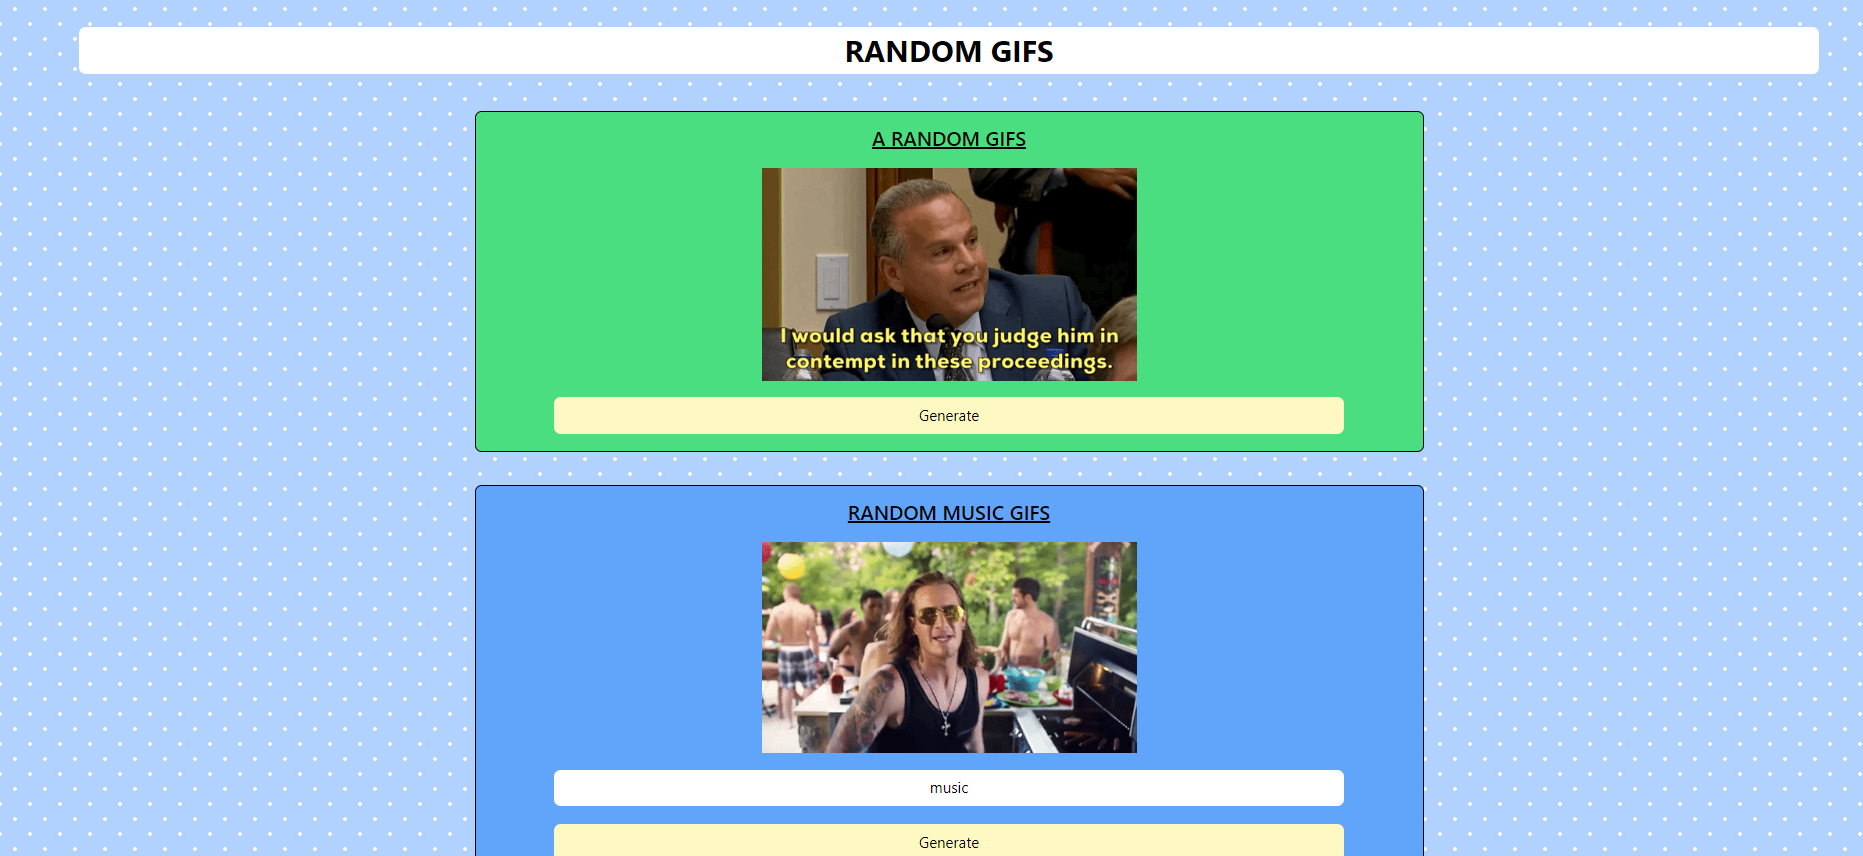 RANDOM GIFS
A RANDOM GIFS
I would ask that you judge him in
contempt in these proceedings.
Generate
RANDOM MUSIC GIFS
music
Generate